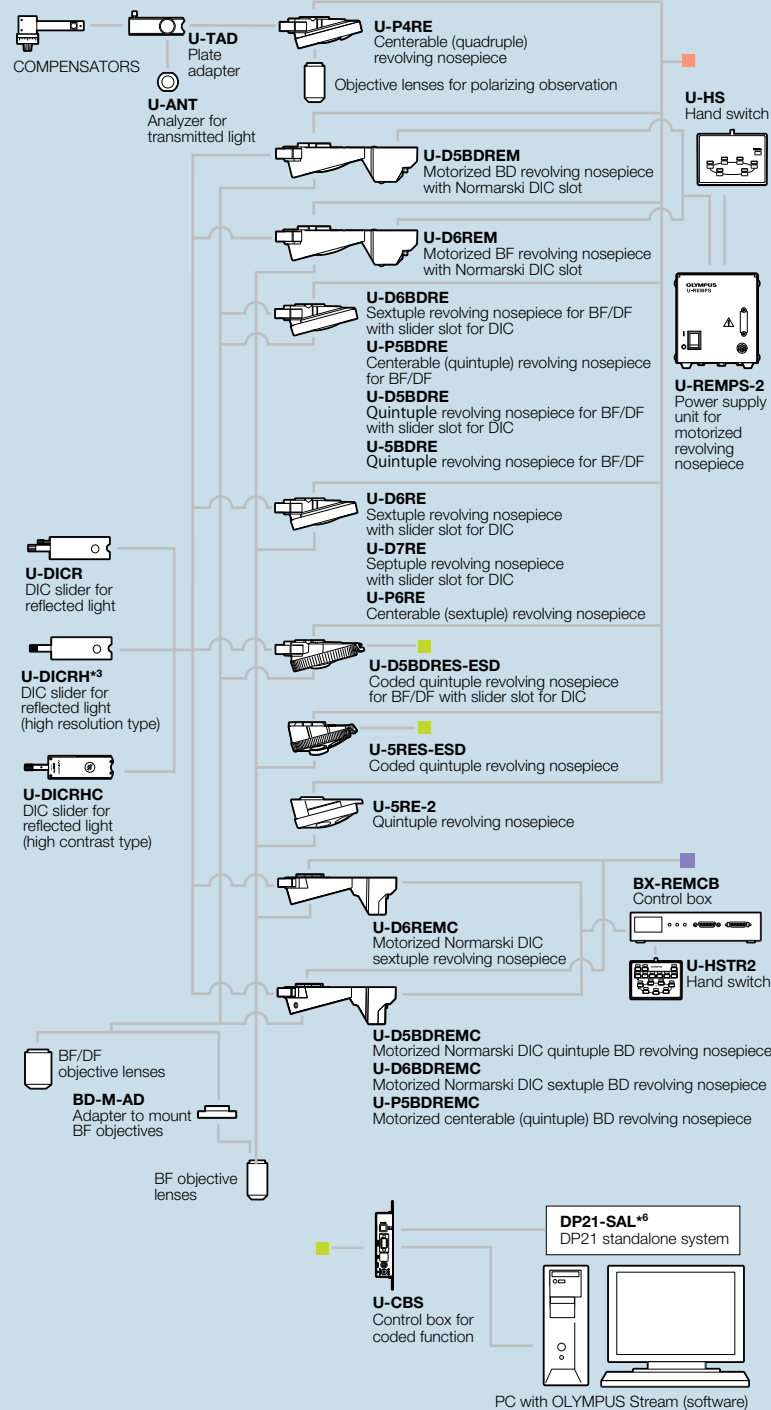 COMPENSATORS
U-TAD
Plate
adapter
U-ANT
Analyzer for
transmitted light
U-P4RE
Centerable (quadruple)
revolving nosepiece
Objective lenses for polarizing observation
U-HS
Hand switch
U-D5BDREM
Motorized BD revolving nosepiece
with Normarski DIC slot
U-D6REM
Motorized BF revolving nosepiece
with Normarski DIC slot
OLYMPUS
U-REMPS
U-REMPS-2
Power supply
unit for
motorized
revolving
nosepiece
U-D6BDRE
Sextuple revolving nosepiece for BF/DF
with slider slot for DIC
U-P5BDRE
Centerable (quintuple) revolving nosepiece
for BF/DF
U-D5BDRE
Quintuple revolving nosepiece for BF/DF
with slider slot for DIC
U-5BDRE
Quintuple revolving nosepiece for BF/DF
U-D6RE
Sextuple revolving nosepiece
with slider slot for DIC
U-D7RE
Septuple revolving nosepiece
with slider slot for DIC
U-P6RE
Centerable (sextuple) revolving nosepiece
U-DICR
DIC slider for
reflected light
U-DICRH*3
DIC slider for
reflected light
(high resolution type)
U-DICRHC
DIC slider for
reflected light
(high contrast type)
U-D5BDRES-ESD
Coded quintuple revolving nosepiece
for BF/DF with slider slot for DIC
U-5RES-ESD
Coded quintuple revolving nosepiece
U-5RE-2
Quintuple revolving nosepiece
BX-REMCB
Control box
U-HSTR2
Hand switch
U-D6REMC
Motorized Normarski DIC
sextuple revolving nosepiece
U-D5BDREMC
Motorized Normarski DIC quintuple BD revolving nosepiece
U-D6BDREMC
Motorized Normarski DIC sextuple BD revolving nosepiece
U-P5BDREMC
Motorized centerable (quintuple) BD revolving nosepiece
BF/DF
objective lenses
BD-M-AD
Adapter to mount
BF objectives
BF objective
lenses
U-CBS
Control box for
coded function
DP21-SAL*6
DP21 standalone system
PC with OLYMPUS Stream (software)